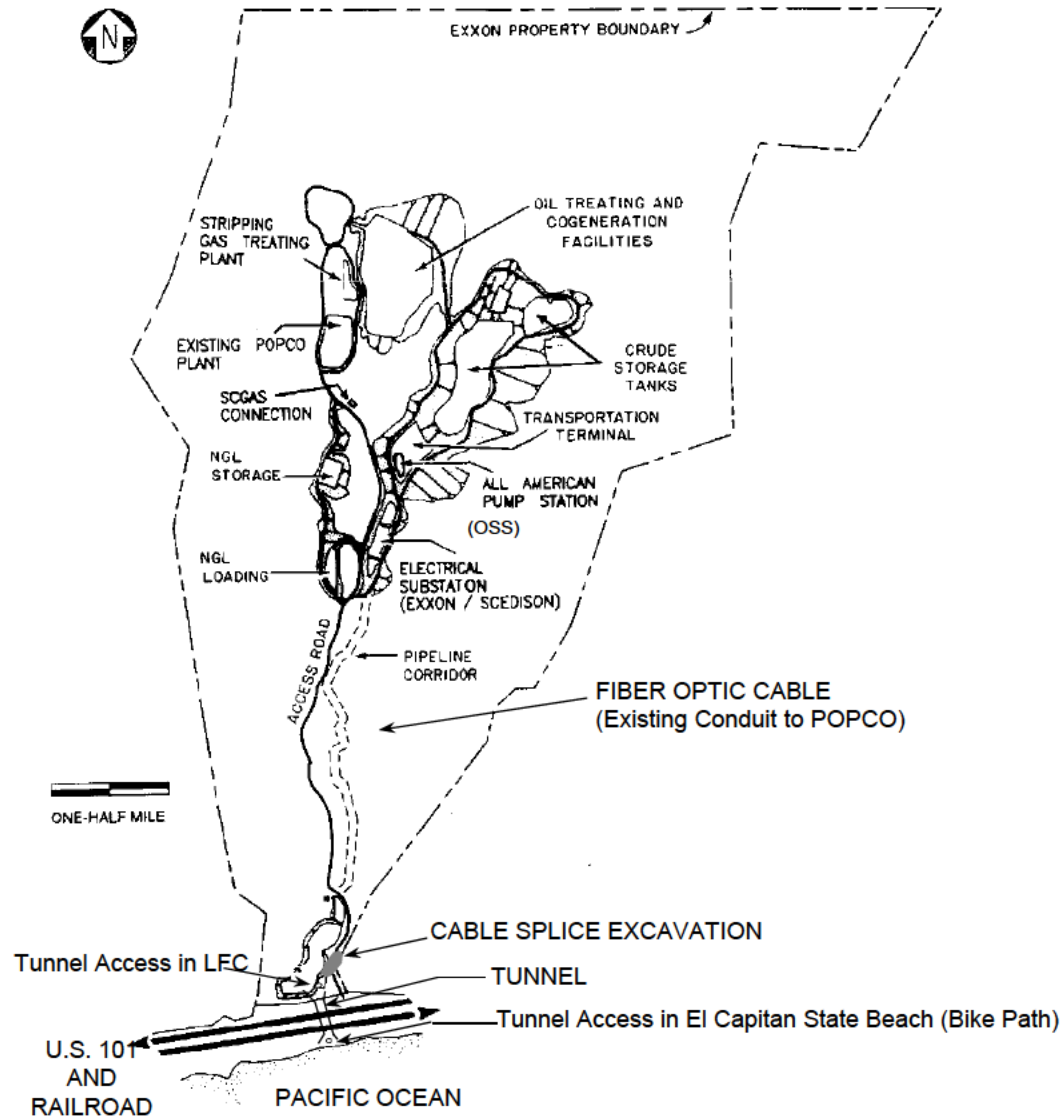 N
EXXON PROPERTY BOUNDARY
STRIPPING
GAS TREATING
PLANT
OIL TREATING AND
COGENERATION
FACILITIES
EXISTING POPCO
PLANT
CRUDE
STORAGE
TANKS
SCGAS
CONNECTION
TRANSPORTATION
TERMINAL
NGL
STORAGE
ALL AMERICAN
PUMP STATION
(OSS)
NGL
LOADING
ELECTRICAL
SUBSTATON
(EXXON / SCEDISON)
ACCESS ROAD
PIPELINE
CORRIDOR
FIBER OPTIC CABLE
(Existing Conduit to POPCO)
ONE-HALF MILE
CABLE SPLICE EXCAVATION
Tunnel Access in LFC
TUNNEL
Tunnel Access in El Capitan State Beach (Bike Path)
U.S. 101
AND
RAILROAD
PACIFIC OCEAN